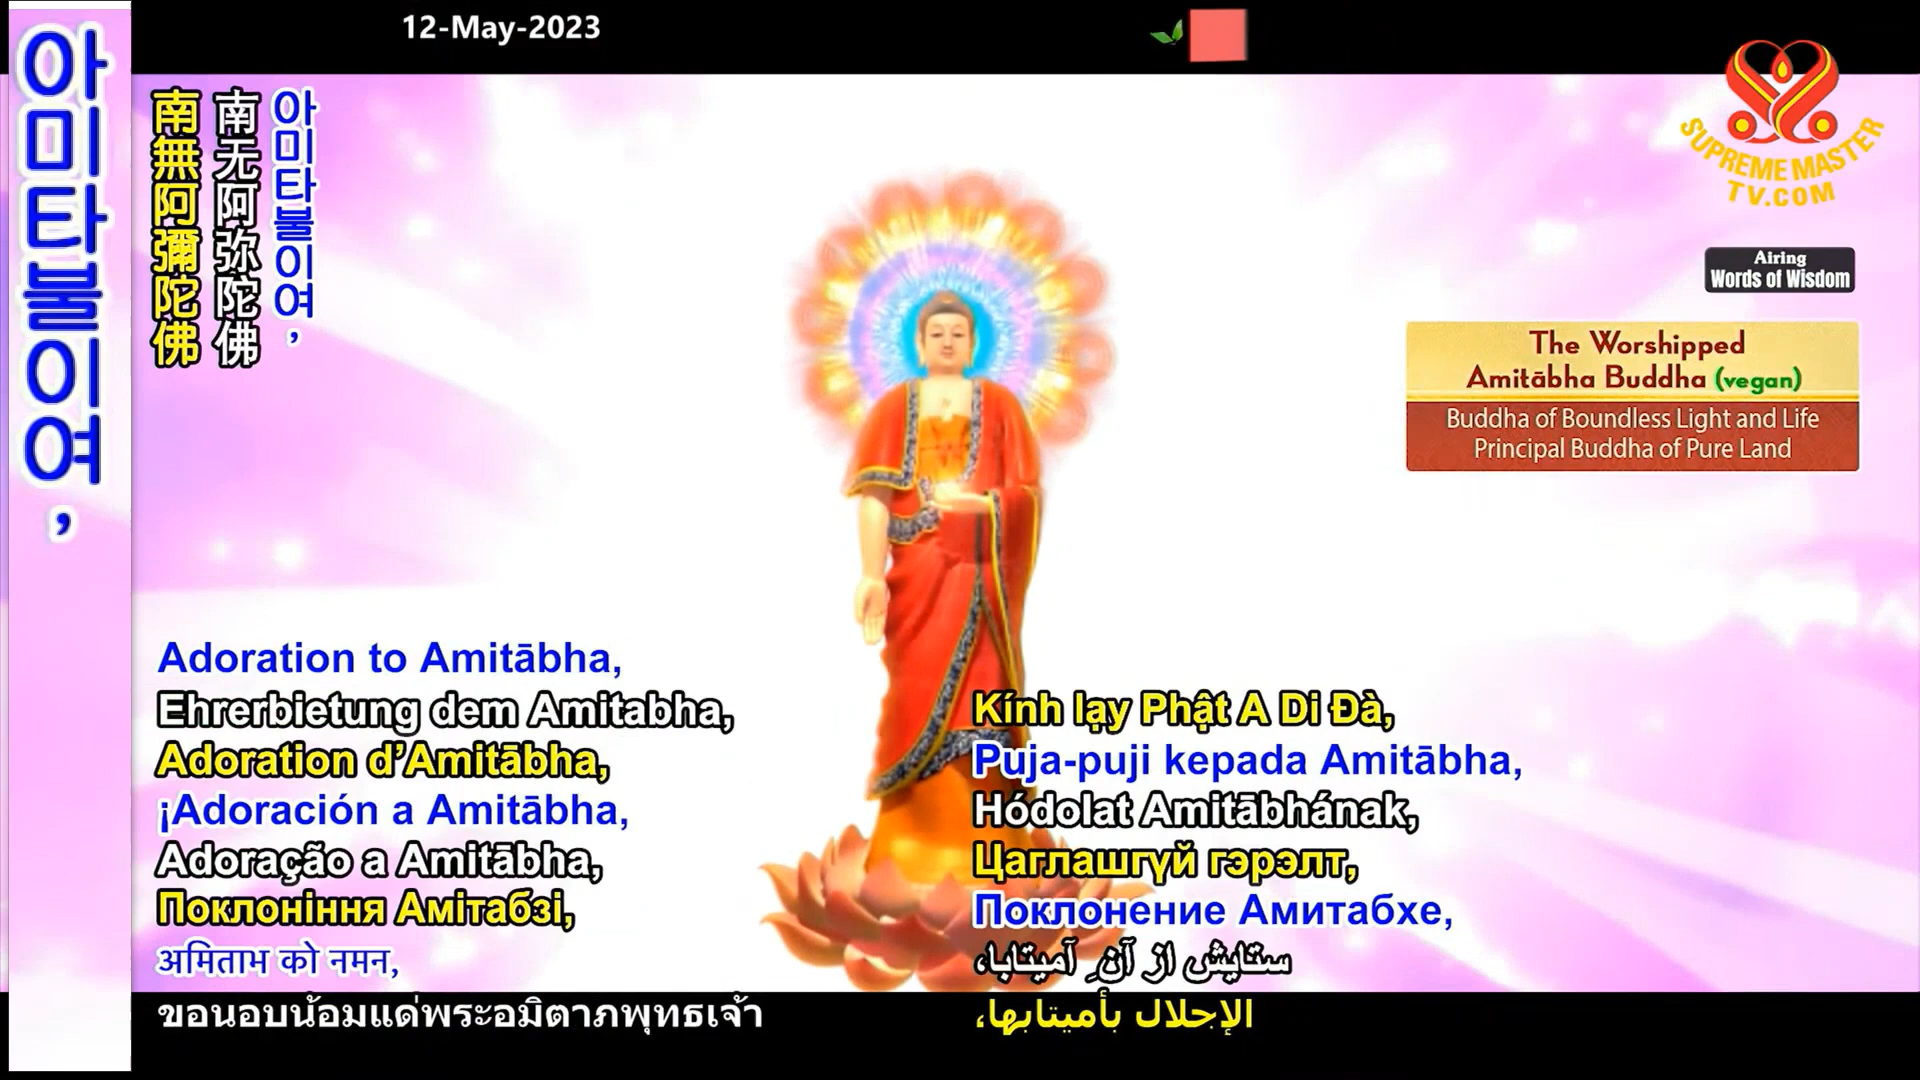 12-May-2023
아미타불이여,
南無阿彌陀佛
南无阿弥陀佛
아미타불이여,
SUPREME MASTER
TV.COM
Airing
Words of Wisdom
The Worshipped
Amitābha Buddha (vegan)
Buddha of Boundless Light and Life
Principal Buddha of Pure Land
Adoration to Amitābha,
Ehrerbietung dem Amitabha,
Adoration d’Amitābha,
¡Adoración a Amitābha,
Adoração a Amitābha,
Поклоніння Амітабзі,
अमिताभ को नमन,
ขอนอบน้อมแด่พระอมิตาภพุทธเจ้า
Kính lạy Phật A Di Đà,
Puja-puji kepada Amitābha,
Hódolat Amitābhának,
Цаглашгүй гэрэлт,
Поклонение Амитабхе,
ستایش از آنِ آمیتابا،
الإجلال بأميتابها،